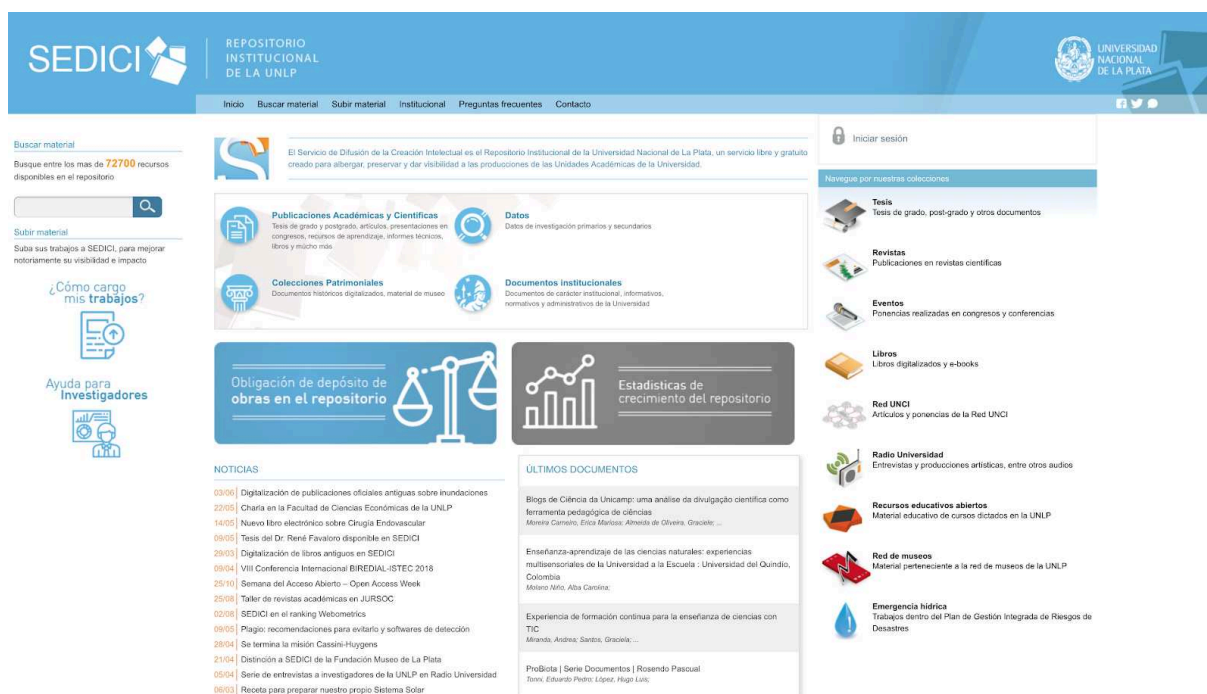 SEDICI
REPOSITORIO
INSTITUCIONAL
DE LA UNLP
UNIVERSIDAD
NACIONAL
DE LA PLATA
Inicio Buscar material Subir material Institucional Preguntas frecuentes Contacto
Buscar material
Busque entre los mas de 72700 recursos
disponibles en el repositorio
Subir material
Suba sus trabajos a SEDICI, para mejorar
notoriamente su visibilidad e impacto
¿Cómo cargo
mis trabajos?
Ayuda para
Investigadores
El Servicio de Difusión de la Creación Intelectual es el Repositorio Institucional de la Universidad Nacional de La Plata, un servicio libre y gratuito
creado para albergar, preservar y dar visibilidad a las producciones de las Unidades Académicas de la Universidad.
Publicaciones Académicas y Científicas
Tesis de grado y postgrado, artículos, presentaciones en
congresos, recursos de aprendizaje, informes técnicos,
libros y mucho más
Datos
Datos de investigación primarios y secundarios
Colecciones Patrimoniales
Documentos históricos digitalizados, material de museo
Documentos institucionales
Documentos de carácter institucional, informativos,
normativos y administrativos de la Universidad
Obligación de depósito de
obras en el repositorio
Estadisticas de
crecimiento del repositorio
NOTICIAS
03/06 Digitalización de publicaciones oficiales antiguas sobre inundaciones
22/05 Charla en la Facultad de Ciencias Económicas de la UNLP
14/05 Nuevo libro electrónico sobre Cirugía Endovascular
09/05 Tesis del Dr. René Favaloro disponible en SEDICI
29/03 Digitalización de libros antiguos en SEDICI
09/04 VIII Conferencia Internacional BIREDIAL-ISTEC 2018
25/10 Semana del Acceso Abierto – Open Access Week
25/08 Taller de revistas académicas en JURSOC
02/08 SEDICI en el ranking Webometrics
09/05 Plagio: recomendaciones para evitarlo y softwares de detección
28/04 Se termina la misión Cassini-Huygens
21/04 Distinción a SEDICI de la Fundación Museo de La Plata
05/04 Serie de entrevistas a investigadores de la UNLP en Radio Universidad
06/03 Receta para preparar nuestro propio Sistema Solar
ÚLTIMOS DOCUMENTOS
Blogs de Ciência da Unicamp: uma análise da divulgação científica como
ferramenta pedagógica de ciências
Moreira Carneiro, Erica Mariosa; Almeida de Oliveira, Graciele; ...
Enseñanza-aprendizaje de las ciencias naturales: experiencias
multisensoriales de la Universidad a la Escuela : Universidad del Quindío,
Colombia
Molano Niño, Alba Carolina;
Experiencia de formación continua para la enseñanza de ciencias con
TIC
Miranda, Andrea; Santos, Graciela; ...
ProBiota | Serie Documentos | Rosendo Pascual
Tonni, Eduardo Pedro; López, Hugo Luis;
Iniciar sesión
Navegue por nuestras colecciones
Tesis
Tesis de grado, post-grado y otros documentos
Revistas
Publicaciones en revistas científicas
Eventos
Ponencias realizadas en congresos y conferencias
Libros
Libros digitalizados y e-books
Red UNCI
Artículos y ponencias de la Red UNCI
Radio Universidad
Entrevistas y producciones artísticas, entre otros audios
Recursos educativos abiertos
Material educativo de cursos dictados en la UNLP
Red de museos
Material perteneciente a la red de museos de la UNLP
Emergencia hídrica
Trabajos dentro del Plan de Gestión Integrada de Riesgos de
Desastres